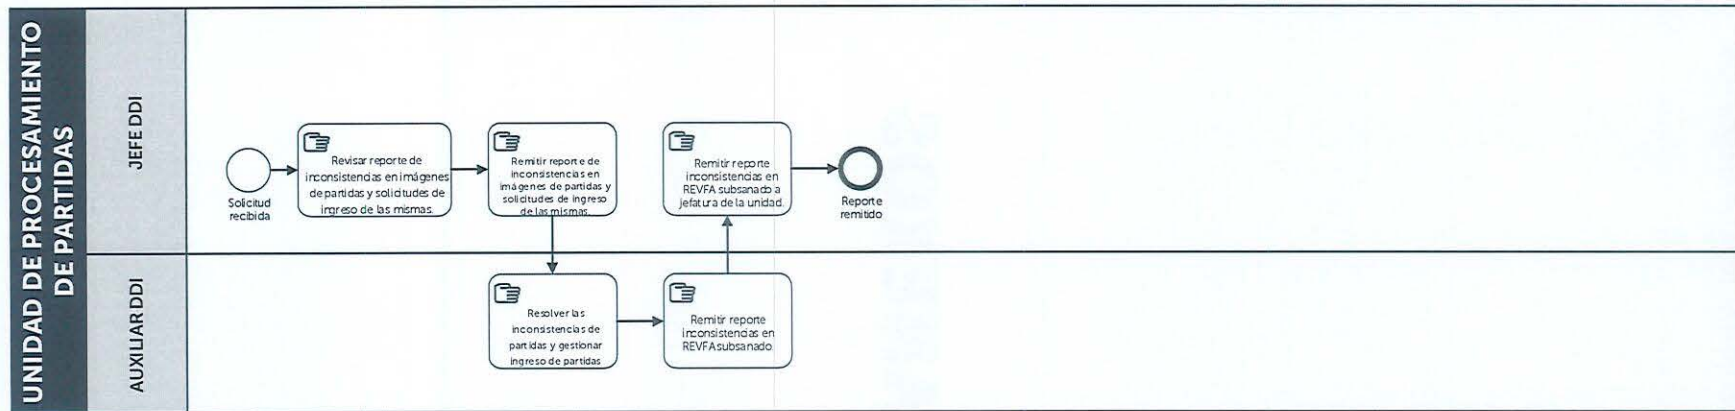 UNIDAD DE PROCESAMIENTO
DE PARTIDAS
JEFE DDI
Solicitud
recibida
Revisar reporte de
inconsistencias en imágenes
de partidas y solicitudes de
ingreso de las mismas.
Remitir reporte de
inconsistencias en
imágenes de partidas y
solicitudes de ingreso
de las mismas.
Remitir reporte
inconsistencias en
REVFA subsanado a
jefatura de la unidad.
Reporte
remitido
AUXILIAR DDI
Resolver las
inconsistencias de
partidas y gestionar
ingreso de partidas
Remitir reporte
inconsistencias en
REVFA subsanado.